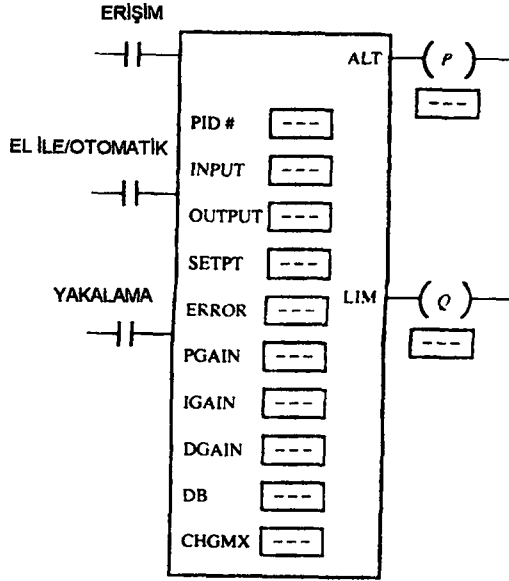 ERİŞİM
ALT
P
---
PID # ---
EL İLE/OTOMATİK
INPUT ---
OUTPUT ---
SETPT ---
YAKALAMA
LIM
Q
---
ERROR ---
PGAIN ---
IGAIN ---
DGAIN ---
DB ---
CHGMX ---